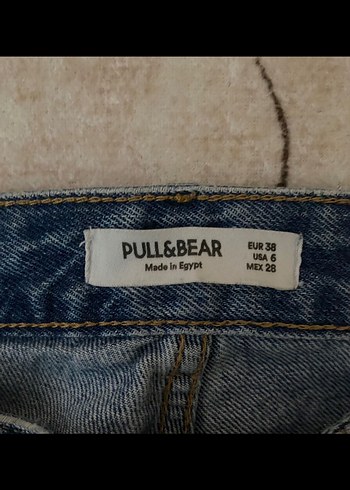 PULL&BEAR
Made in Egypt
EUR 38
USA 6
MEX 28